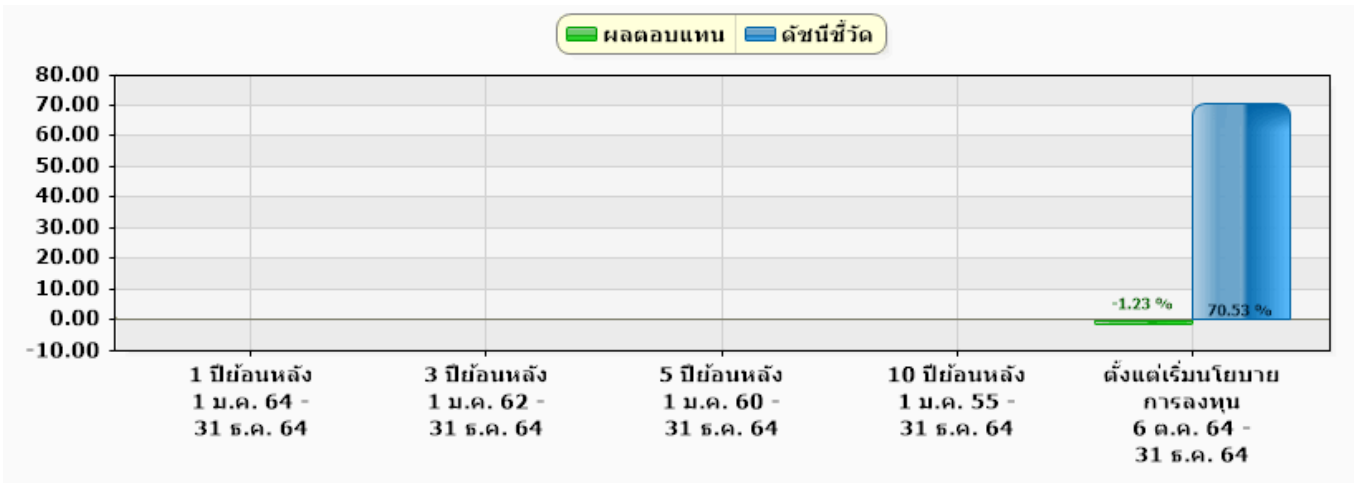 ผลตอบแทน ดัชนีชี้วัด
80.00
70.00
60.00
50.00
40.00
30.00
20.00
10.00
0.00
-10.00
-1.23 %
70.53 %
1 ปีย้อนหลัง
1 ม.ค. 64 -
31 ธ.ค. 64
3 ปีย้อนหลัง
1 ม.ค. 62 -
31 ธ.ค. 64
5 ปีย้อนหลัง
1 ม.ค. 60 -
31 ธ.ค. 64
10 ปีย้อนหลัง
1 ม.ค. 55 -
31 ธ.ค. 64
ตั้งแต่เริ่มนโยบาย
การลงทุน
6 ต.ค. 64 -
31 ธ.ค. 64